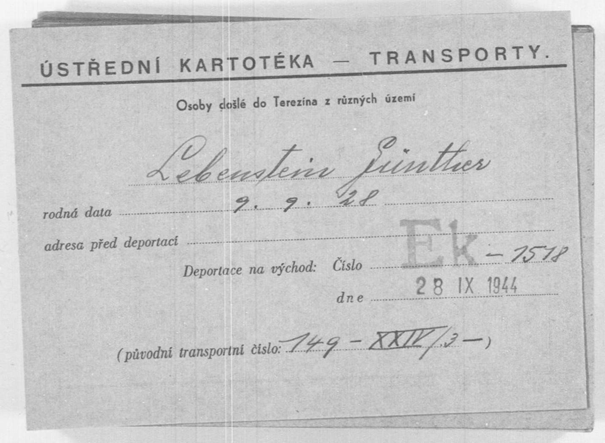 ÚSTŘEDNÍ KARTOTÉKA — TRANSPORTY.
Osoby došlé do Terezína z různých území
Lebenstein Günther
rodná data 9. 9. 28
adresa před deportací
Deportace na východ: Číslo Ek – 1518
dne 28 IX 1944
(původní transportní číslo: 149 – XXIV/3 – )